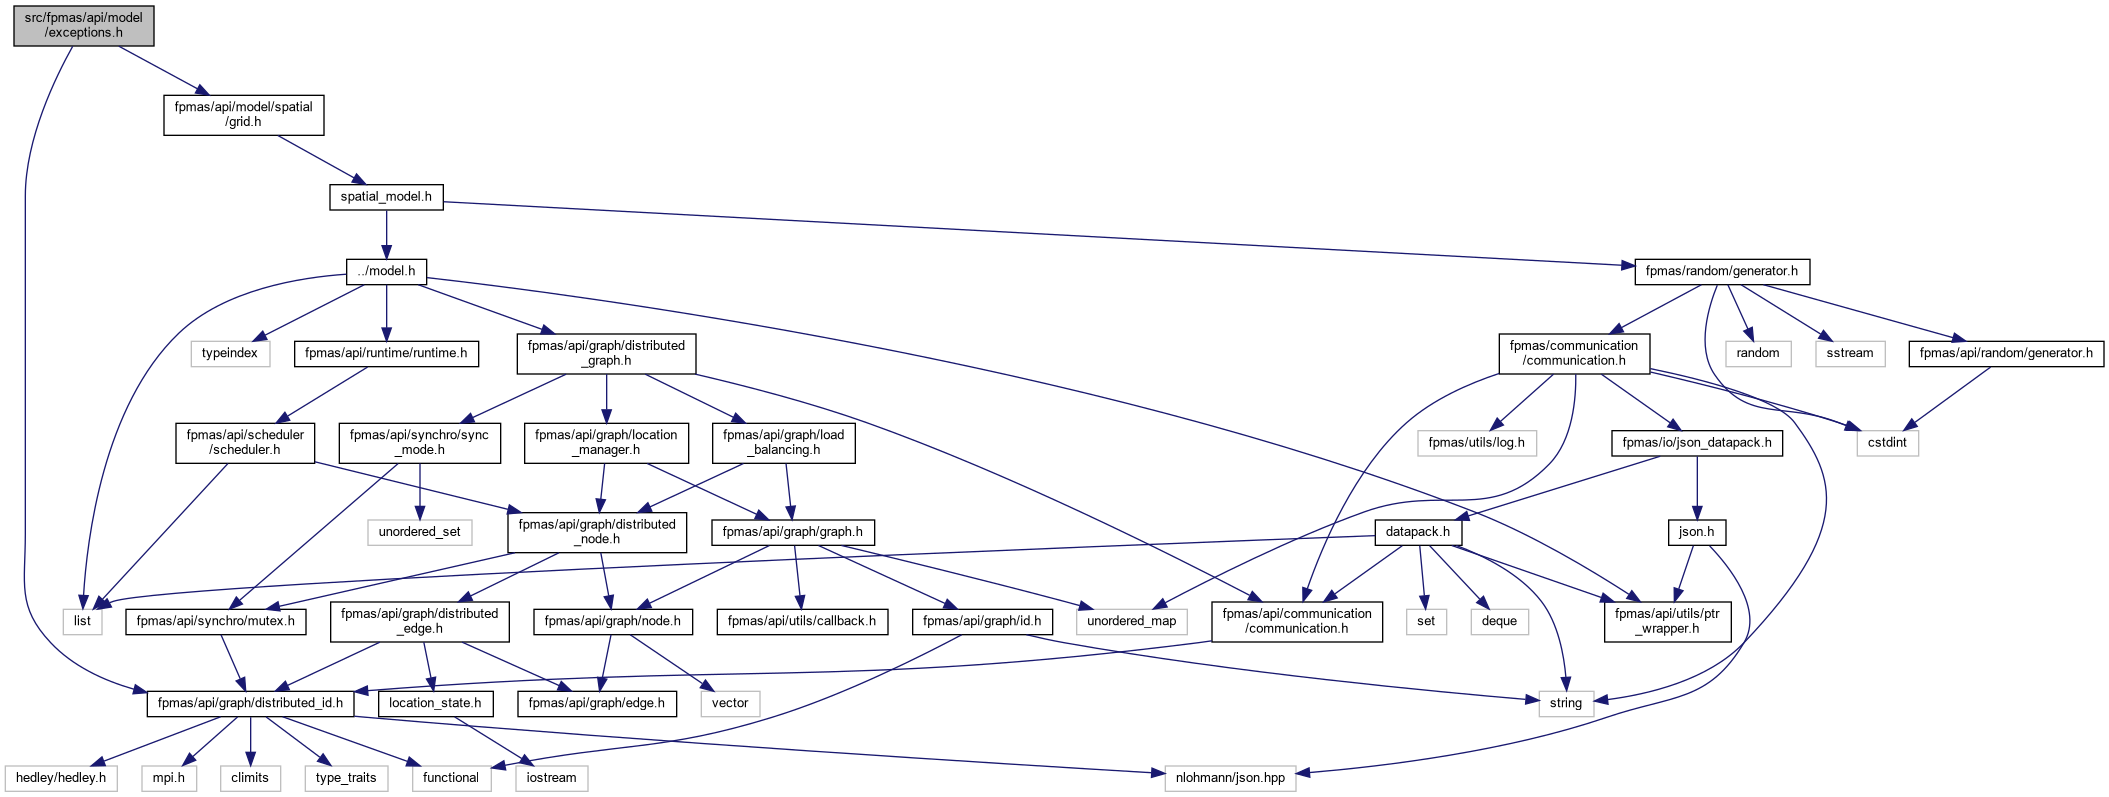 src/fpmas/api/model
/exceptions.h
fpmas/api/model/spatial
/grid.h
spatial_model.h
../model.h
fpmas/random/generator.h
typeindex
fpmas/api/runtime/runtime.h
fpmas/api/graph/distributed
_graph.h
fpmas/communication
/communication.h
random
sstream
fpmas/api/random/generator.h
fpmas/api/scheduler
/scheduler.h
fpmas/api/synchro/sync
_mode.h
fpmas/api/graph/location
_manager.h
fpmas/api/graph/load
_balancing.h
fpmas/utils/log.h
fpmas/io/json_datapack.h
cstdint
unordered_set
fpmas/api/graph/distributed
_node.h
fpmas/api/graph/graph.h
datapack.h
json.h
list
fpmas/api/synchro/mutex.h
fpmas/api/graph/distributed
_edge.h
fpmas/api/graph/node.h
fpmas/api/utils/callback.h
fpmas/api/graph/id.h
unordered_map
fpmas/api/communication
/communication.h
set
deque
fpmas/api/utils/ptr
_wrapper.h
fpmas/api/graph/distributed_id.h
location_state.h
fpmas/api/graph/edge.h
vector
string
hedley/hedley.h
mpi.h
climits
type_traits
functional
iostream
nlohmann/json.hpp